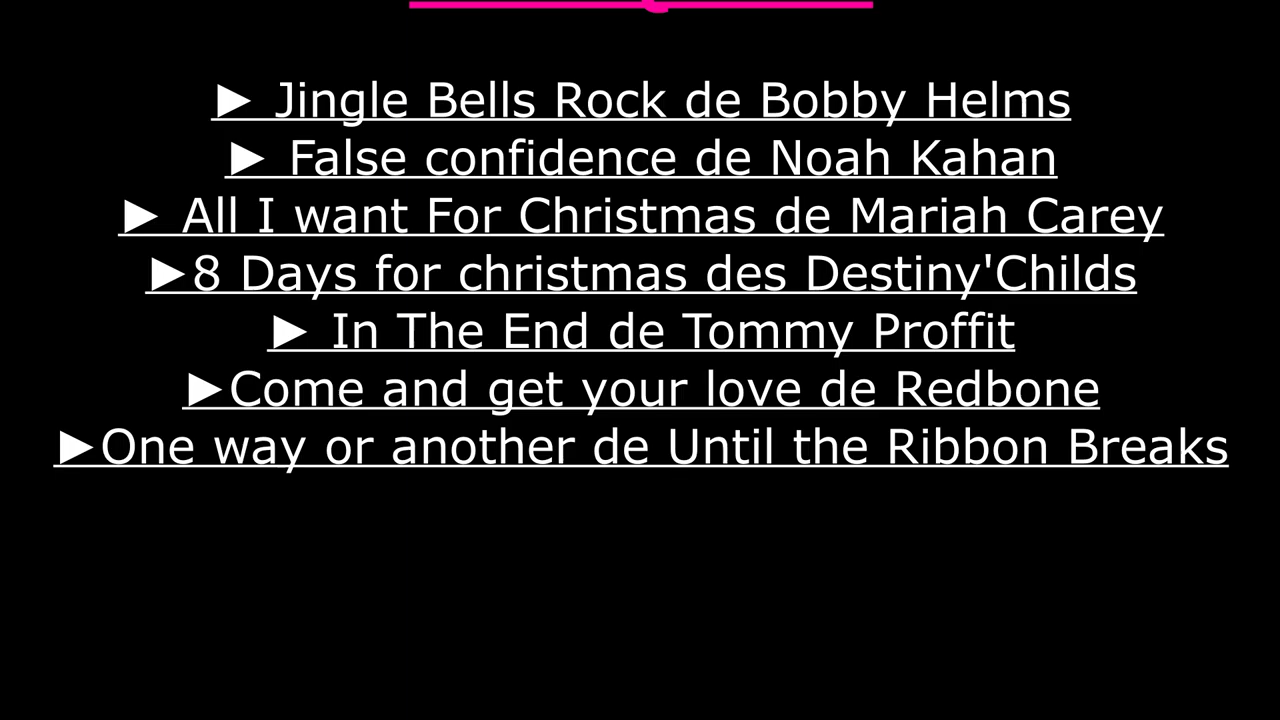 ► Jingle Bells Rock de Bobby Helms
► False confidence de Noah Kahan
► All I want For Christmas de Mariah Carey
►8 Days for christmas des Destiny'Childs
► In The End de Tommy Proffit
►Come and get your love de Redbone
►One way or another de Until the Ribbon Breaks